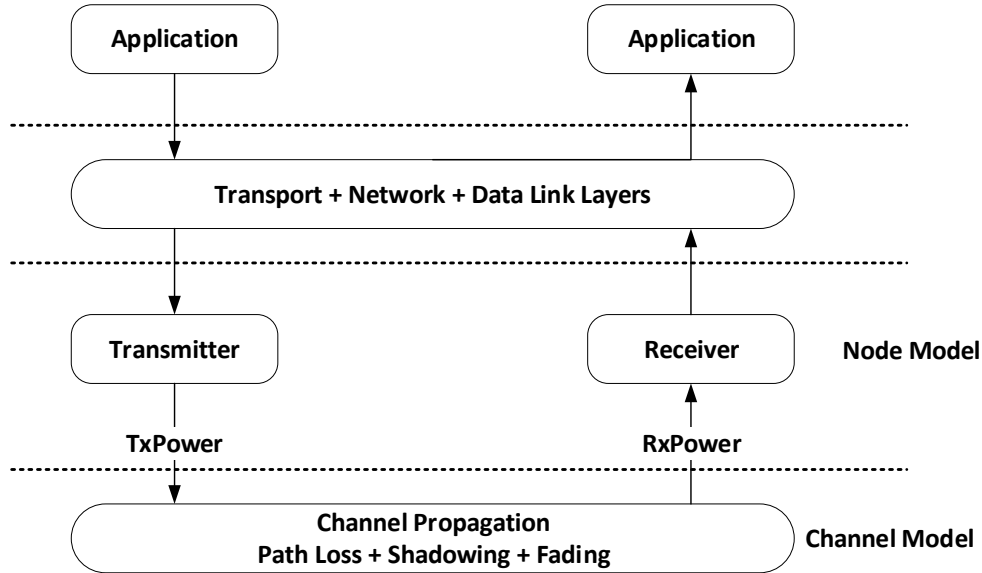 Application
Application
Transport + Network + Data Link Layers
Transmitter
Receiver
Node Model
TxPower
RxPower
Channel Propagation
Path Loss + Shadowing + Fading
Channel Model